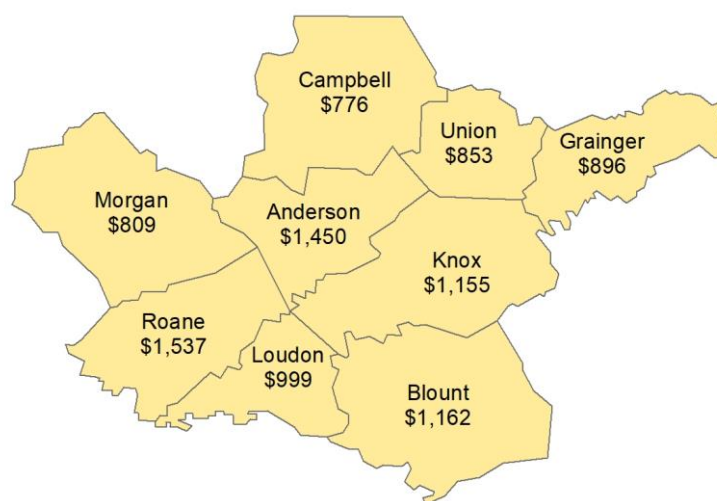 Campbell
$776
Union
$853
Grainger
$896
Morgan
$809
Anderson
$1,450
Knox
$1,155
Roane
$1,537
Loudon
$999
Blount
$1,162